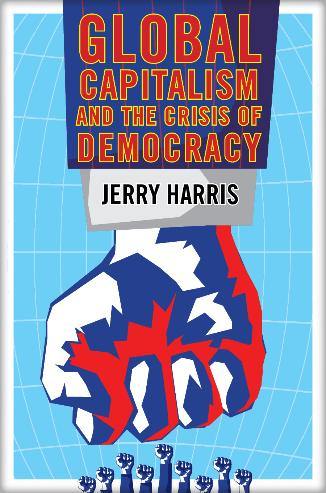 GLOBAL
CAPITALISM
AND THE CRISIS OF
DEMOCRACY
JERRY HARRIS